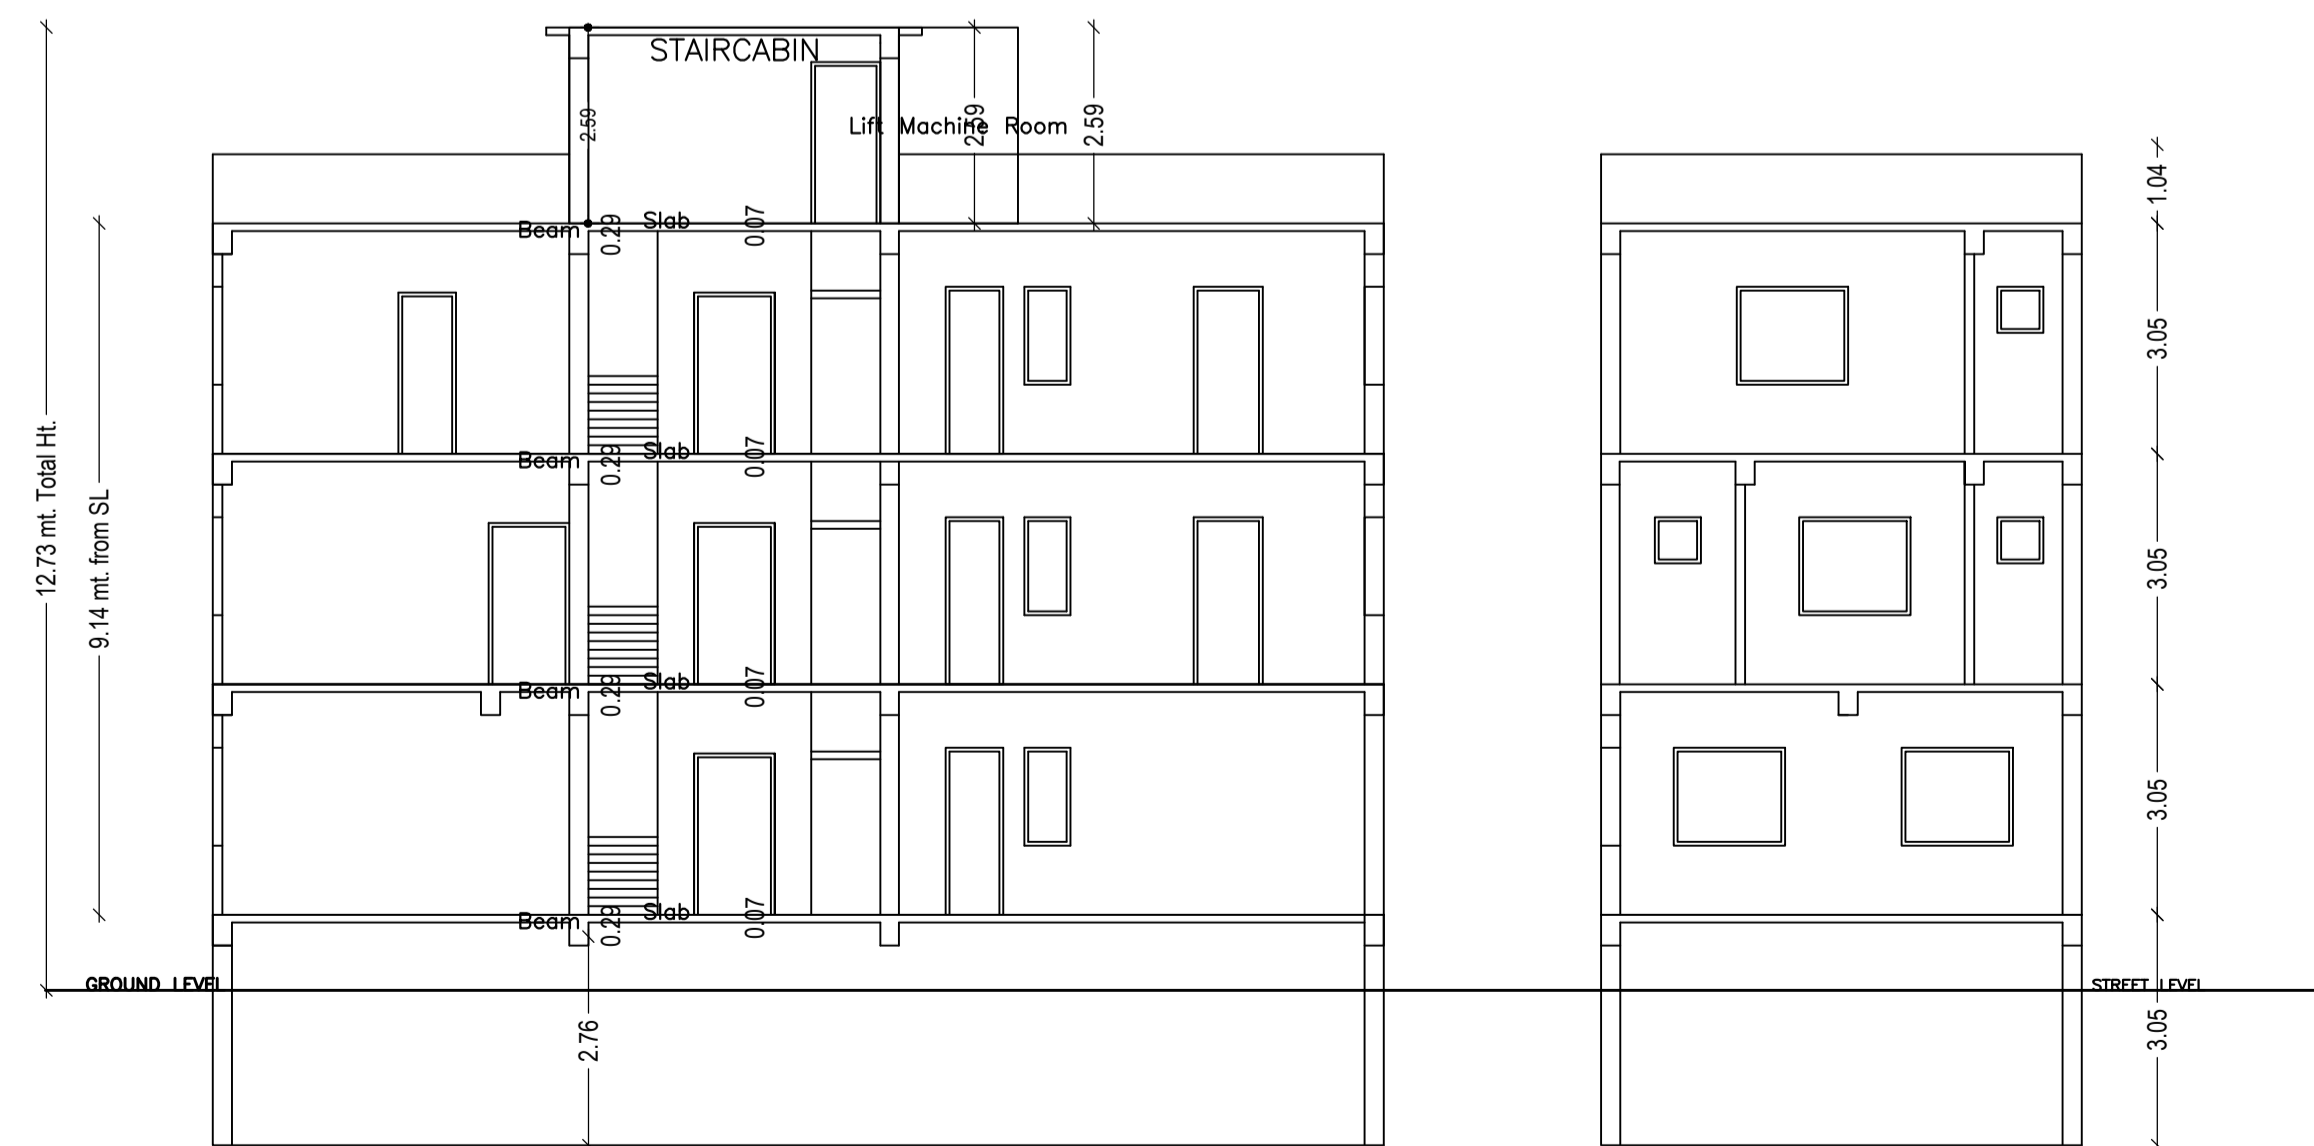 STAIRCABIN
2.59
Lift Machine Room
2.59
2.59
1.04
Beam
0.29
Slab
0.07
12.73 mt. Total Ht.
9.14 mt. from SL
3.05
Beam
0.29
Slab
0.07
3.05
Beam
0.29
Slab
0.07
3.05
Beam
0.29
Slab
0.07
GROUND LEVEL
STREET LEVEL
2.76
3.05